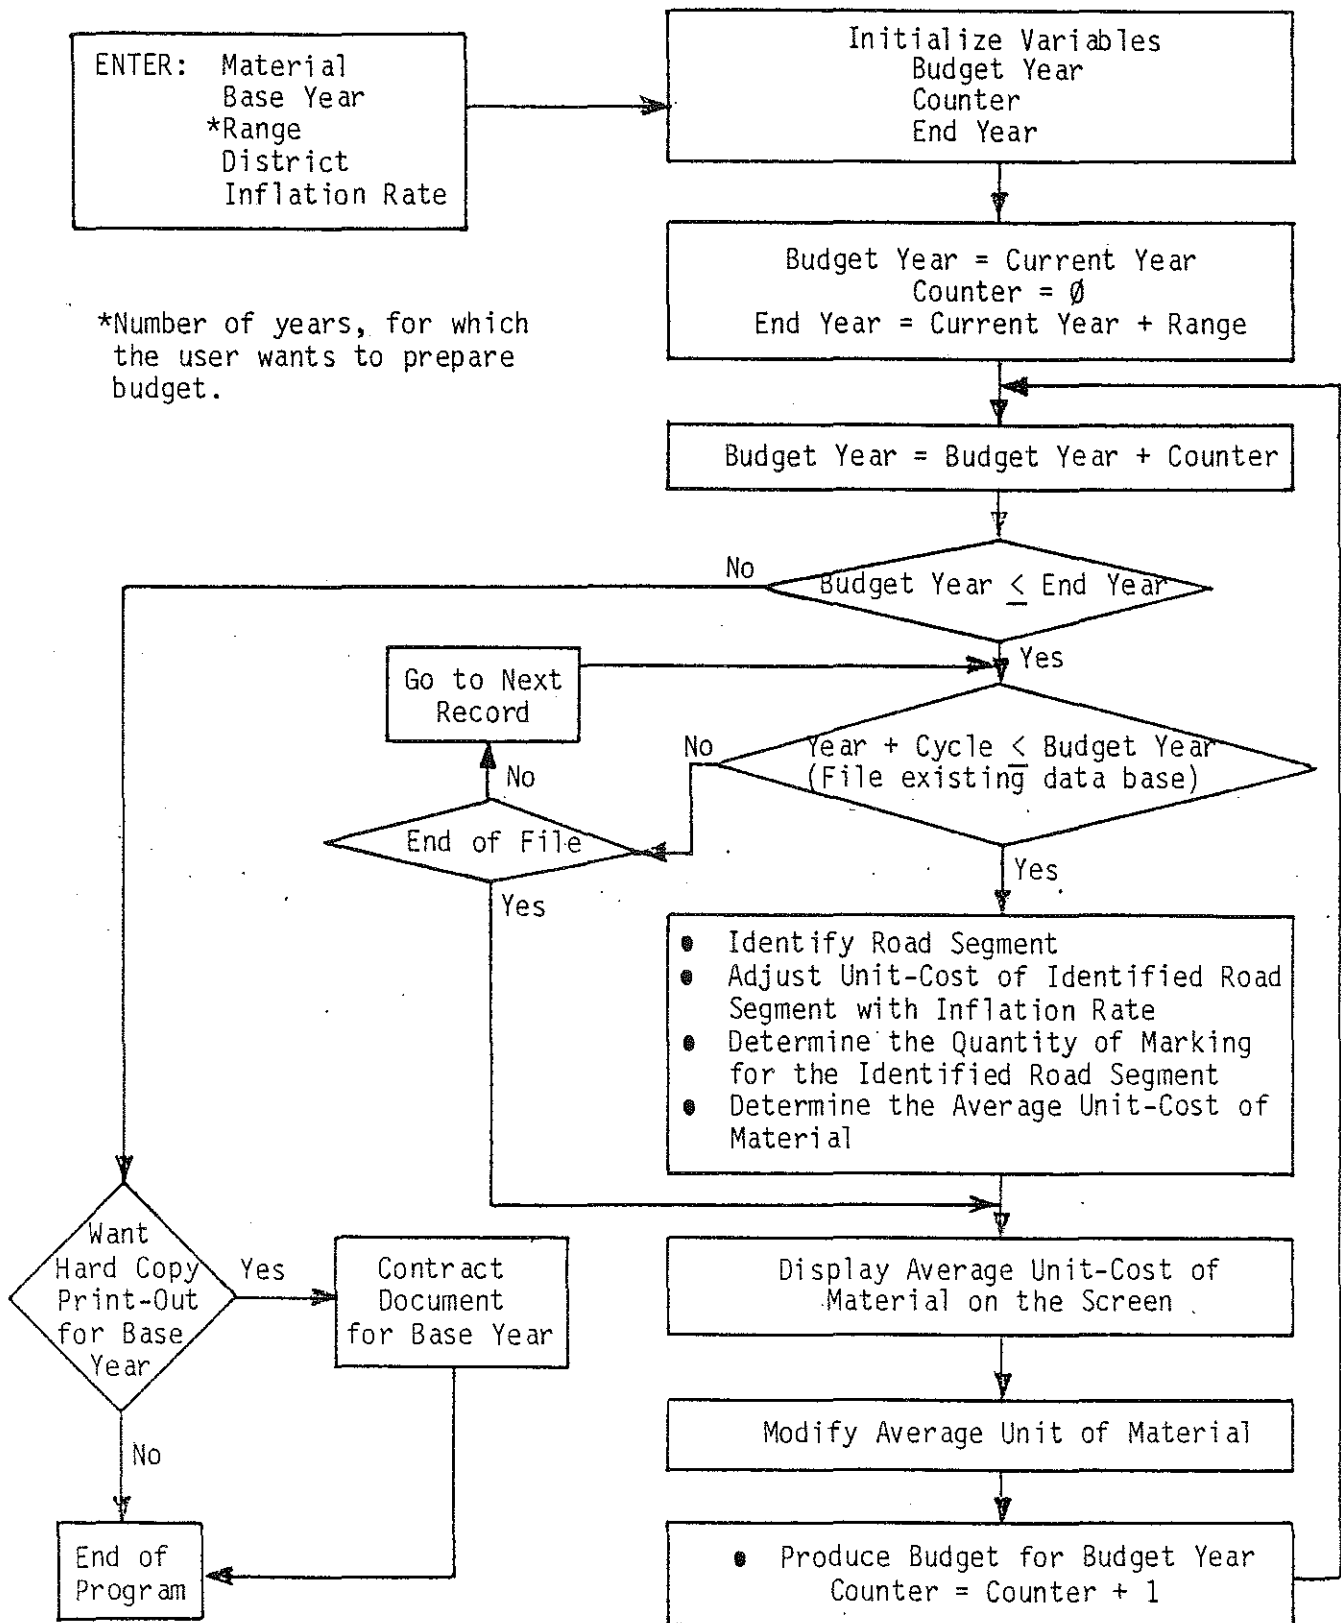 ENTER: Material
Base Year
*Range
District
Inflation Rate
*Number of years, for which
the user wants to prepare
budget.
Initialize Variables
Budget Year
Counter
End Year
Budget Year = Current Year
Counter = Ø
End Year = Current Year + Range
Budget Year = Budget Year + Counter
No
Budget Year ≤ End Year
Yes
Go to Next
Record
No
Year + Cycle ≤ Budget Year
(File existing data base)
No
End of File
Yes
Yes
● Identify Road Segment
● Adjust Unit-Cost of Identified Road
Segment with Inflation Rate
● Determine the Quantity of Marking
for the Identified Road Segment
● Determine the Average Unit-Cost of
Material
Want
Hard Copy
Print-Out
for Base
Year
Yes
Contract
Document
for Base Year
Display Average Unit-Cost of
Material on the Screen
Modify Average Unit of Material
No
End of
Program
● Produce Budget for Budget Year
Counter = Counter + 1